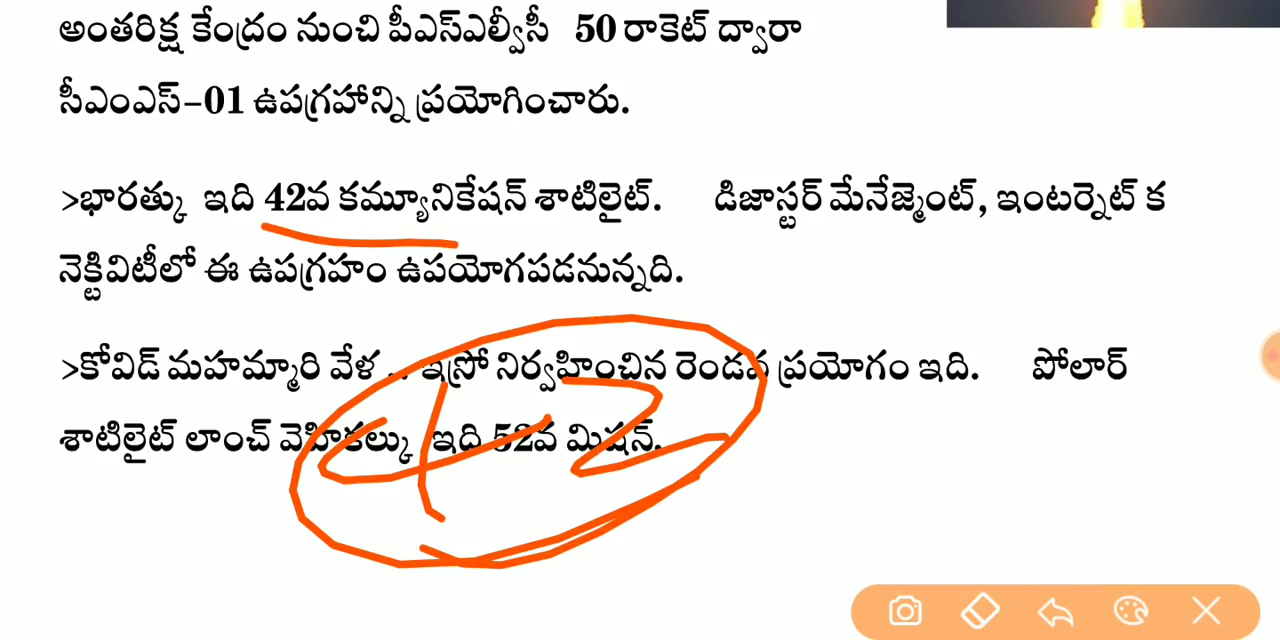 అంతరిక్ష కేంద్రం నుంచి పీఎస్ఎల్వీసీ 50 రాకెట్ ద్వారా
సీఎంఎస్-01 ఉపగ్రహాన్ని ప్రయోగించారు.
>భారత్కు ఇది 42వ కమ్యూనికేషన్ శాటిలైట్. డిజాస్టర్ మేనేజ్మెంట్, ఇంటర్నెట్ క
నెక్టివిటీలో ఈ ఉపగ్రహం ఉపయోగపడనున్నది.
>కోవిడ్ మహమ్మారి వేళ ఇస్రో నిర్వహించిన రెండవ ప్రయోగం ఇది. పోలార్
శాటిలైట్ లాంచ్ వెహికల్కు ఇది 52వ మిషన్.
42